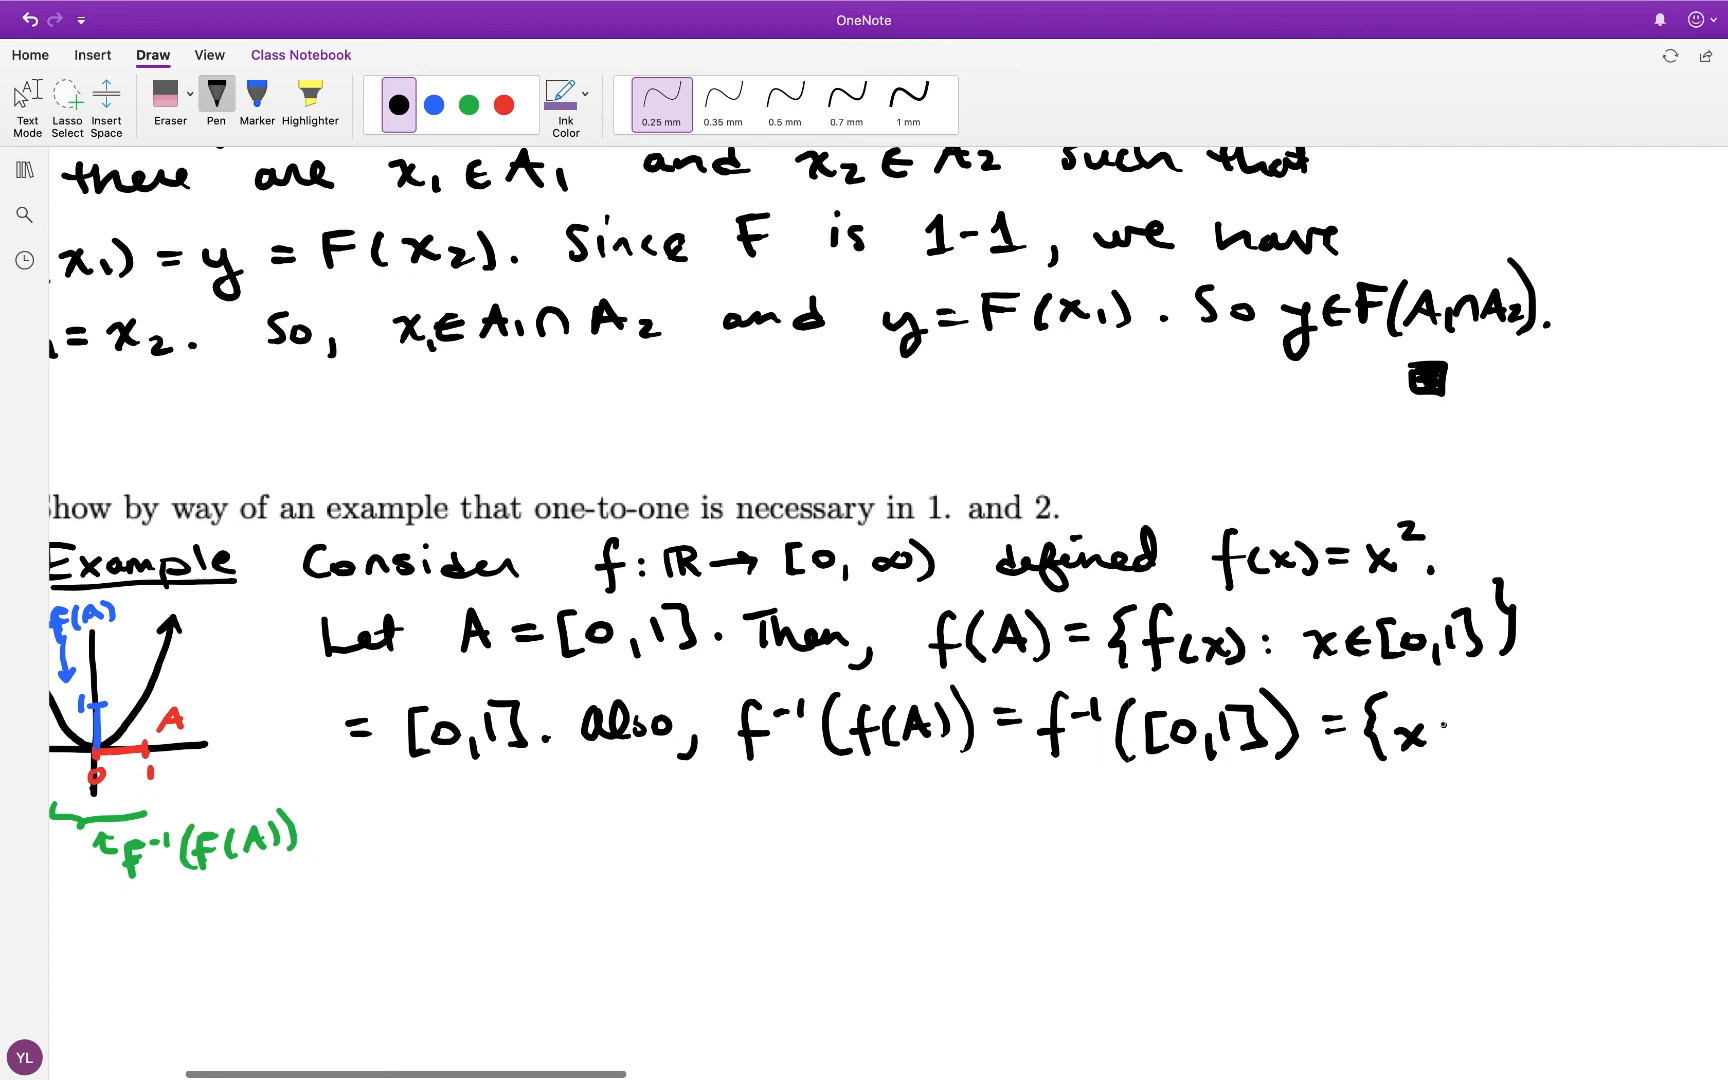 OneNote
Home Insert Draw View Class Notebook
Text Mode
Lasso Select
Insert Space
Eraser
Pen
Marker
Highlighter
Ink Color
0.25 mm
0.35 mm
0.5 mm
0.7 mm
1 mm
there are x₁ ∈ A₁ and x₂ ∈ A₂ such that
x₁) = y = F(x₂). Since F is 1-1, we have
= x₂. So, x₁ ∈ A₁ ∩ A₂ and y = F(x₁). So y ∈ F(A₁∩A₂).
how by way of an example that one-to-one is necessary in 1. and 2.
Example Consider f : ℝ → [0, ∞) defined f(x) = x².
Let A = [0,1]. Then, f(A) = {f(x) : x ∈ [0,1]}
= [0,1]. also, f⁻¹(f(A)) = f⁻¹([0,1]) = {x
f(A)
1
A
0 1
f⁻¹(f(A))
YL